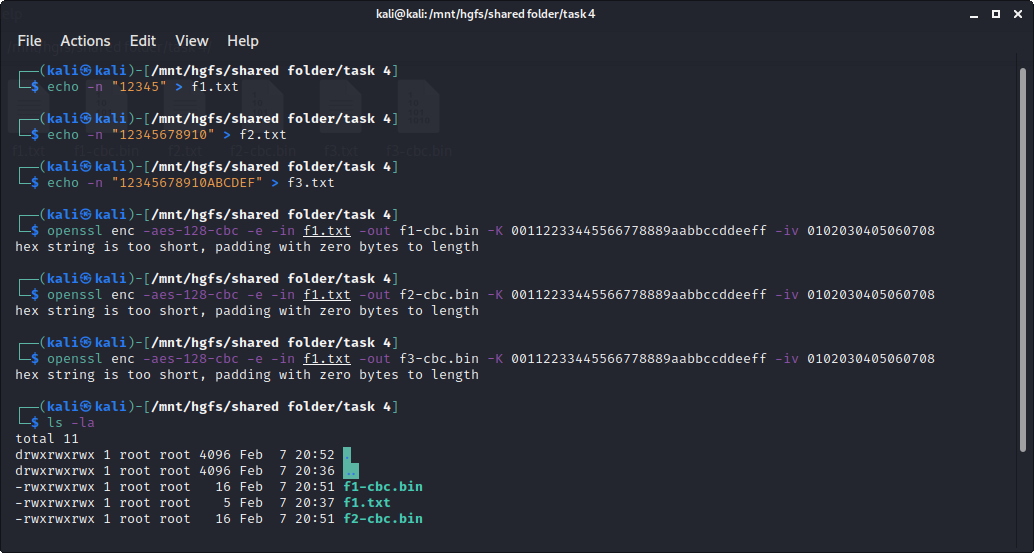 kali@kali: /mnt/hgfs/shared folder/task 4
File Actions Edit View Help
┌──(kali㉿kali)-[/mnt/hgfs/shared folder/task 4]
└─$ echo -n "12345" > f1.txt
┌──(kali㉿kali)-[/mnt/hgfs/shared folder/task 4]
└─$ echo -n "12345678910" > f2.txt
┌──(kali㉿kali)-[/mnt/hgfs/shared folder/task 4]
└─$ echo -n "12345678910ABCDEF" > f3.txt
┌──(kali㉿kali)-[/mnt/hgfs/shared folder/task 4]
└─$ openssl enc -aes-128-cbc -e -in f1.txt -out f1-cbc.bin -K 00112233445566778889aabbccddeeff -iv 0102030405060708
hex string is too short, padding with zero bytes to length
┌──(kali㉿kali)-[/mnt/hgfs/shared folder/task 4]
└─$ openssl enc -aes-128-cbc -e -in f1.txt -out f2-cbc.bin -K 00112233445566778889aabbccddeeff -iv 0102030405060708
hex string is too short, padding with zero bytes to length
┌──(kali㉿kali)-[/mnt/hgfs/shared folder/task 4]
└─$ openssl enc -aes-128-cbc -e -in f1.txt -out f3-cbc.bin -K 00112233445566778889aabbccddeeff -iv 0102030405060708
hex string is too short, padding with zero bytes to length
┌──(kali㉿kali)-[/mnt/hgfs/shared folder/task 4]
└─$ ls -la
total 11
drwxrwxrwx 1 root root 4096 Feb  7 20:52 .
drwxrwxrwx 1 root root 4096 Feb  7 20:36 ..
-rwxrwxrwx 1 root root   16 Feb  7 20:51 f1-cbc.bin
-rwxrwxrwx 1 root root    5 Feb  7 20:37 f1.txt
-rwxrwxrwx 1 root root   16 Feb  7 20:51 f2-cbc.bin